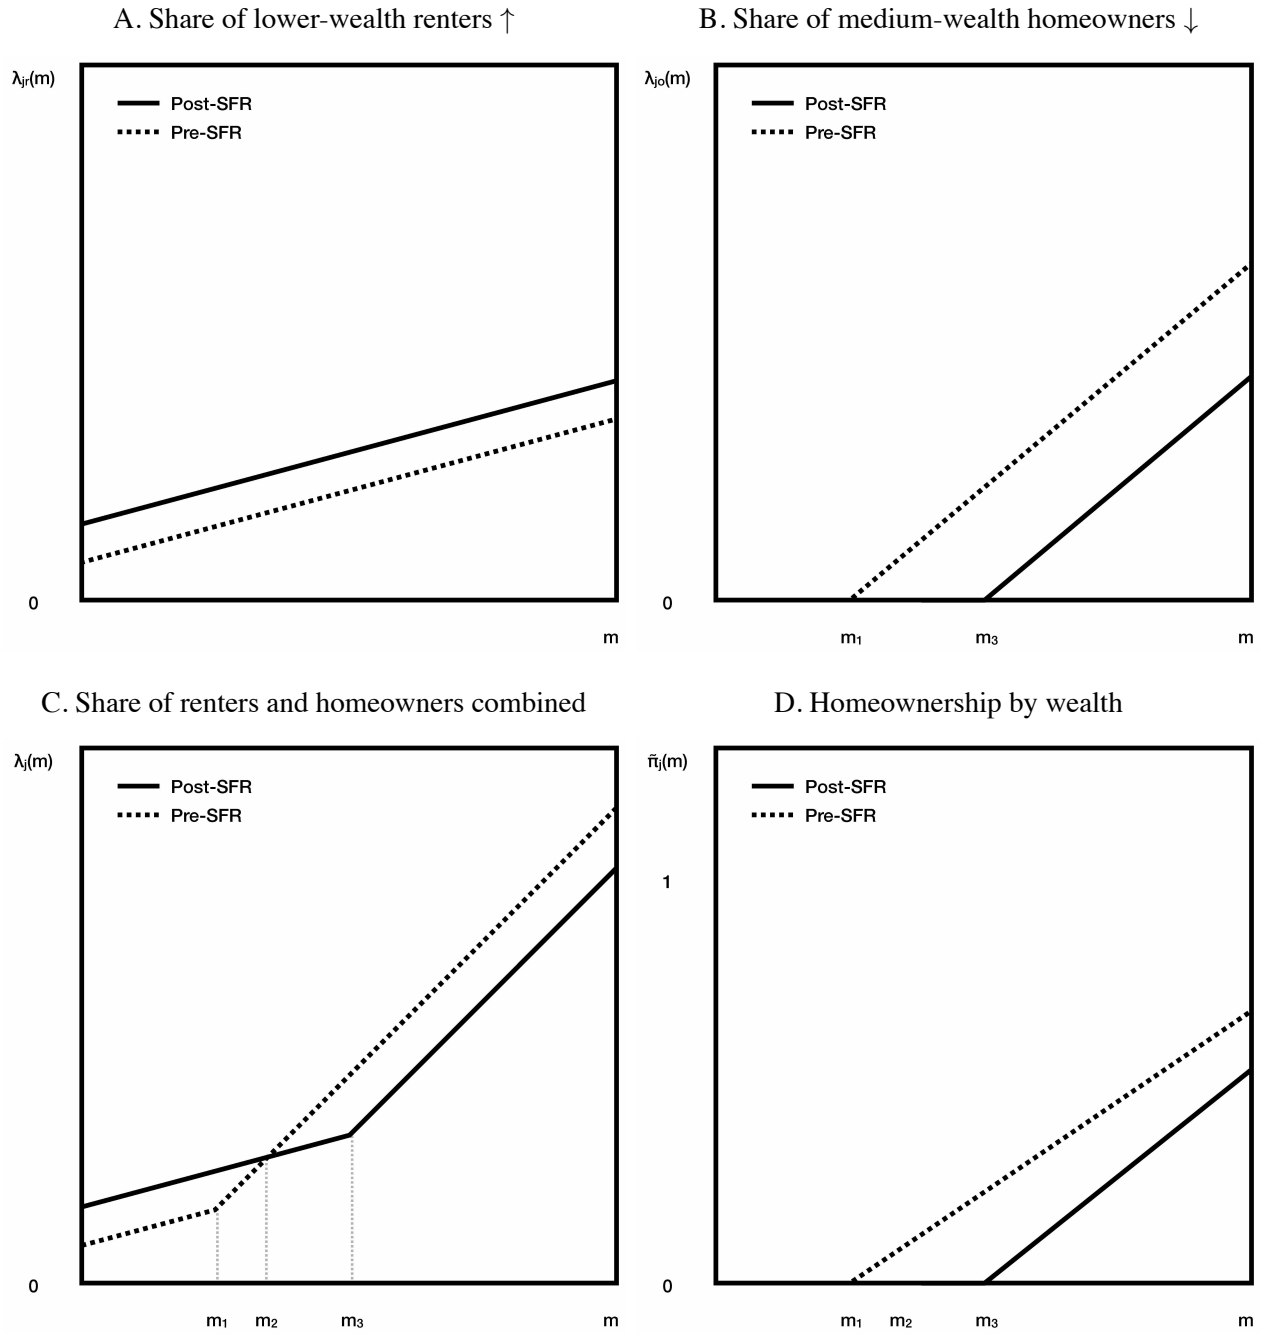 A. Share of lower-wealth renters ↑
λjr(m)
Post-SFR
Pre-SFR
0
m
B. Share of medium-wealth homeowners ↓
λjo(m)
Post-SFR
Pre-SFR
0
m₁ m₃ m
C. Share of renters and homeowners combined
λj(m)
Post-SFR
Pre-SFR
0
m₁ m₂ m₃ m
D. Homeownership by wealth
π̃j(m)
Post-SFR
Pre-SFR
1
0
m₁ m₂ m₃ m